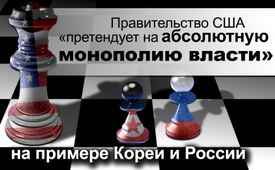 Правительство США
«претендует на абсолютную
монополию власти»
на примере Кореи и России